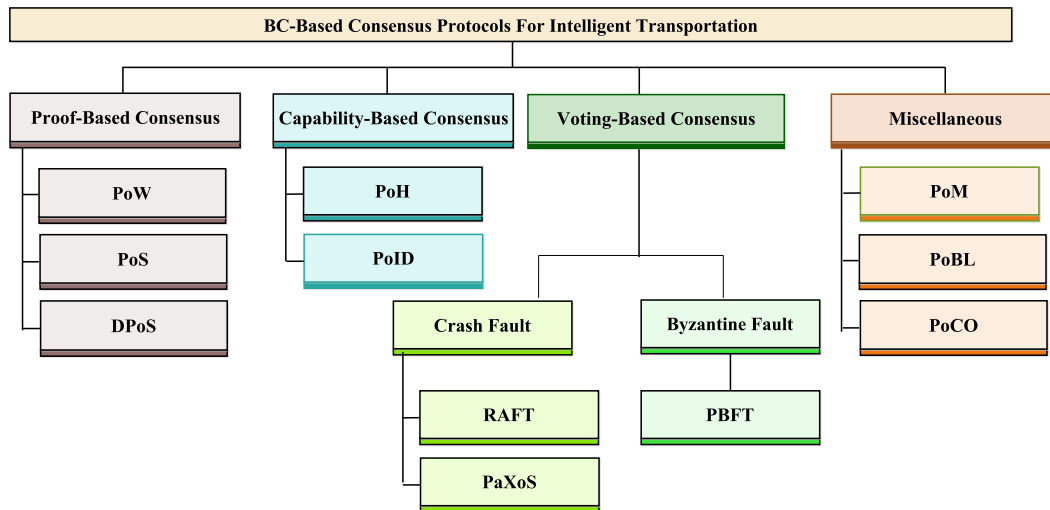 BC-Based Consensus Protocols For Intelligent Transportation
Proof-Based Consensus
Capability-Based Consensus
Voting-Based Consensus
Miscellaneous
PoW
PoH
PoM
PoS
PoID
PoBL
DPoS
Crash Fault
Byzantine Fault
PoCO
RAFT
PBFT
PaXoS